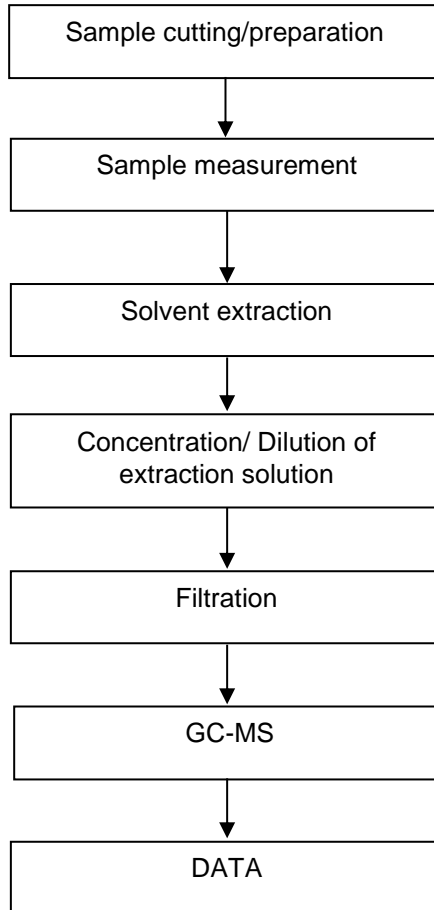 Sample cutting/preparation
Sample measurement
Solvent extraction
Concentration/ Dilution of
extraction solution
Filtration
GC-MS
DATA